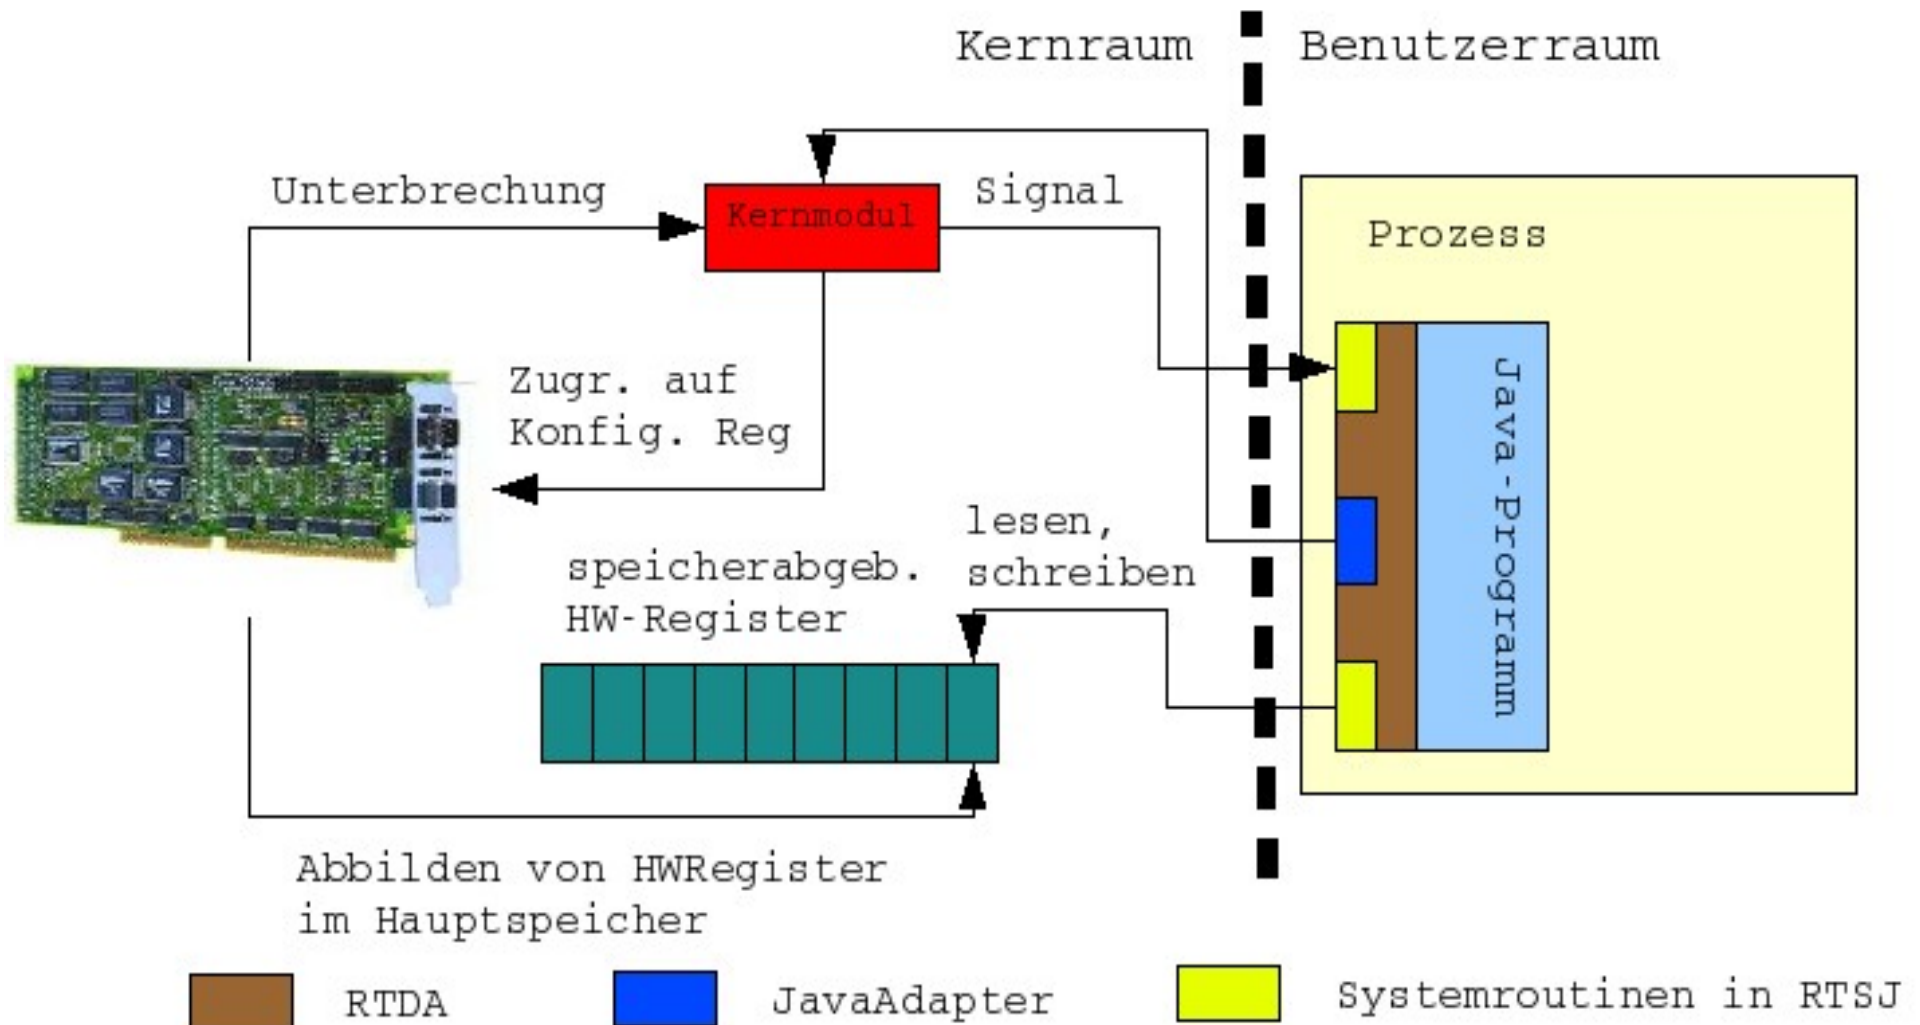 Kernraum
Benutzerraum
Unterbrechung
Kernmodul
Signal
Prozess
Zugr. auf
Konfig. Reg
Java-Programm
lesen,
schreiben
speicherabgeb.
HW-Register
Abbilden von HWRegister
im Hauptspeicher
RTDA
JavaAdapter
Systemroutinen in RTSJ